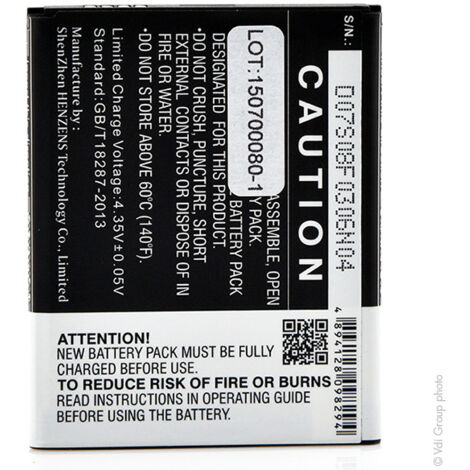 S/N.:
D07S08F0306N04
CAUTION
LOT:150700080-1
ASSEMBLE, OPEN
BATTERY PACK
Y PACK.
DESIGNATED FOR THIS PRODUCT.
•DO NOT CRUSH, PUNCTURE, SHORT
EXTERNAL CONTACTS OR DISPOSE OF IN
FIRE OR WATER.
•DO NOT STORE ABOVE 60°C (140°F).
Limited Charge Voltage:4.35V±0.05V
Standard:GB/T18287-2013
Manufactured by:
ShenZhen HENZENS Technology Co., Limited
4894128098294
ATTENTION!
NEW BATTERY PACK MUST BE FULLY
CHARGED BEFORE FIRST USE.
TO REDUCE RISK OF FIRE OR BURNS
READ INSTRUCTIONS IN OPERATING GUIDE
BEFORE USING THE BATTERY.
© Vdi Group photo